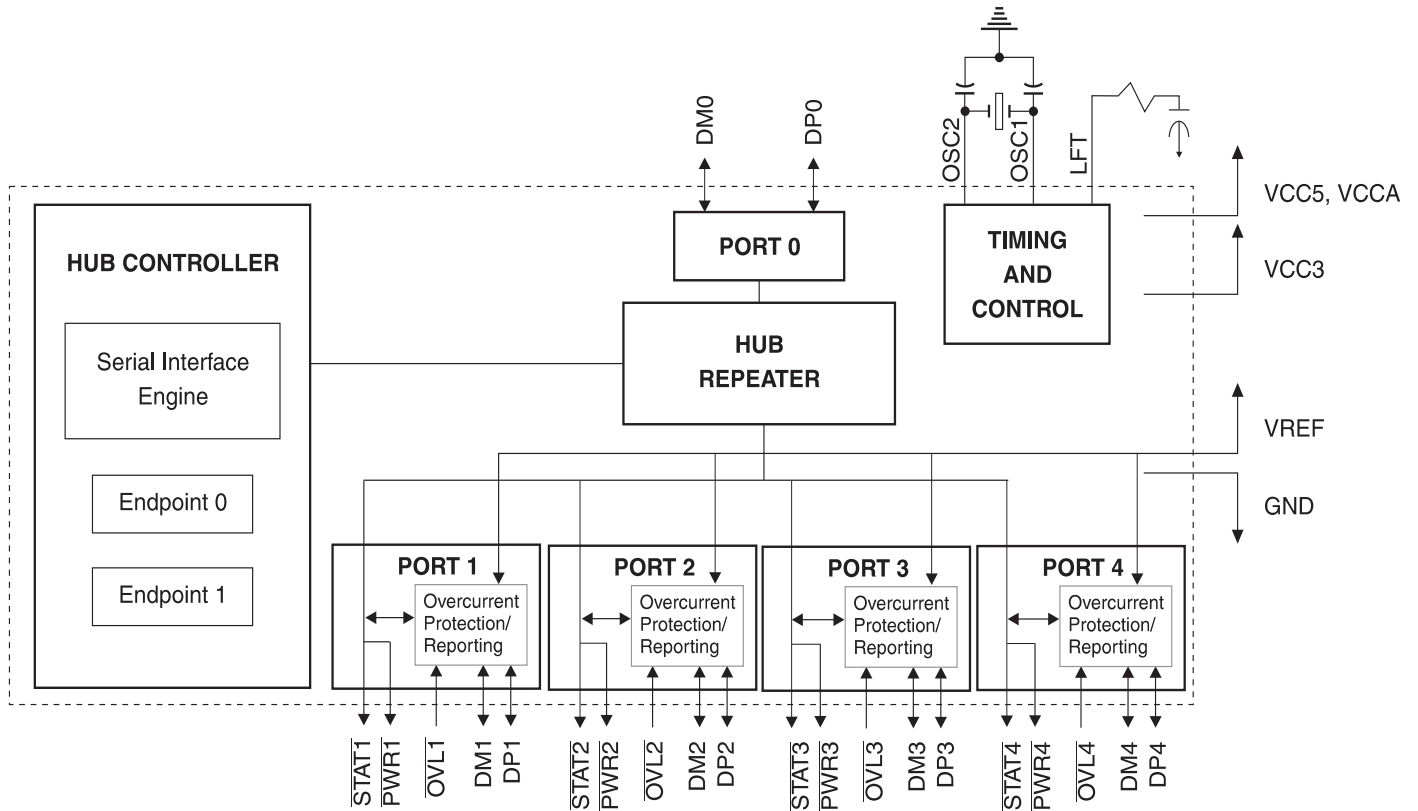 DM0
DP0
OSC2
OSC1
LFT
VCC5, VCCA
VCC3
VREF
GND
HUB CONTROLLER
Serial Interface
Engine
Endpoint 0
Endpoint 1
PORT 0
HUB
REPEATER
TIMING
AND
CONTROL
PORT 1
Overcurrent
Protection/
Reporting
PORT 2
Overcurrent
Protection/
Reporting
PORT 3
Overcurrent
Protection/
Reporting
PORT 4
Overcurrent
Protection/
Reporting
STAT1
PWR1
OVL1
DM1
DP1
STAT2
PWR2
OVL2
DM2
DP2
STAT3
PWR3
OVL3
DM3
DP3
STAT4
PWR4
OVL4
DM4
DP4